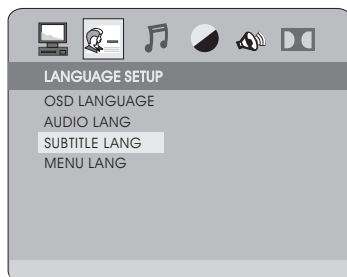 LANGUAGE SETUP
OSD LANGUAGE
AUDIO LANG
SUBTITLE LANG
MENU LANG